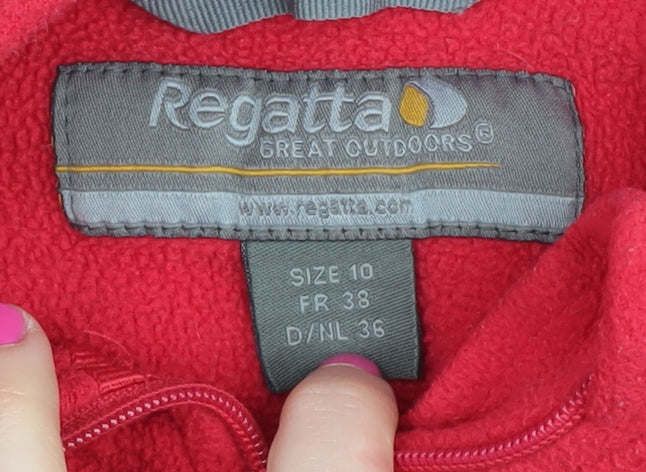 Regatta
GREAT OUTDOORS®
www.regatta.com
SIZE 10
FR 38
D/NL 36